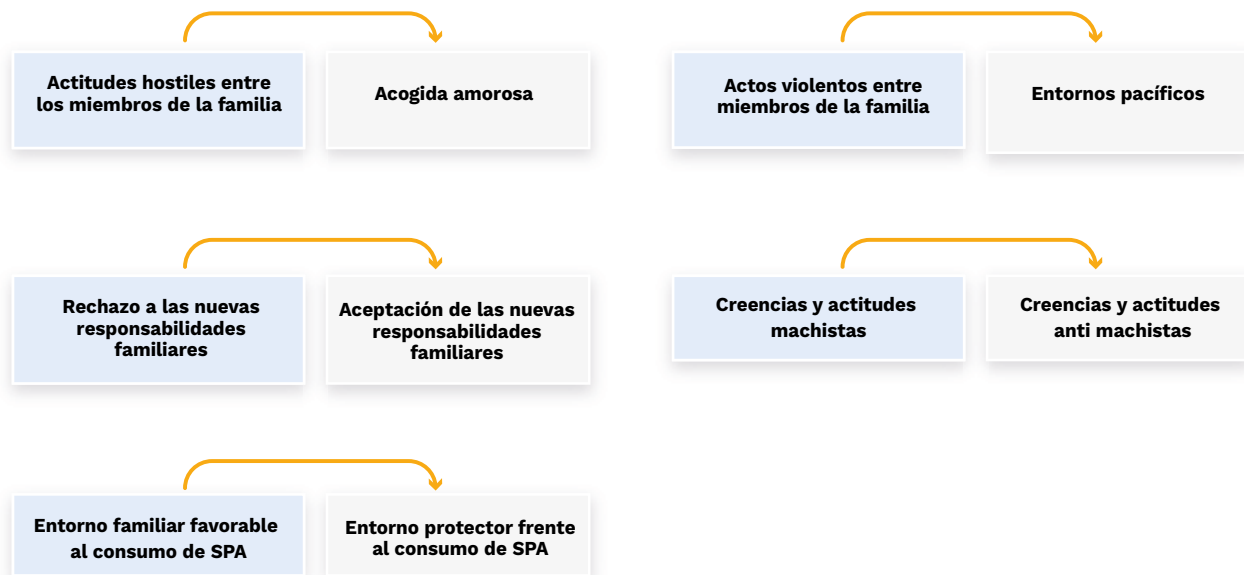 Actitudes hostiles entre
los miembros de la familia
Acogida amorosa
Actos violentos entre
miembros de la familia
Entornos pacíficos
Rechazo a las nuevas
responsabilidades
familiares
Aceptación de las nuevas
responsabilidades
familiares
Creencias y actitudes
machistas
Creencias y actitudes
anti machistas
Entorno familiar favorable
al consumo de SPA
Entorno protector frente
al consumo de SPA